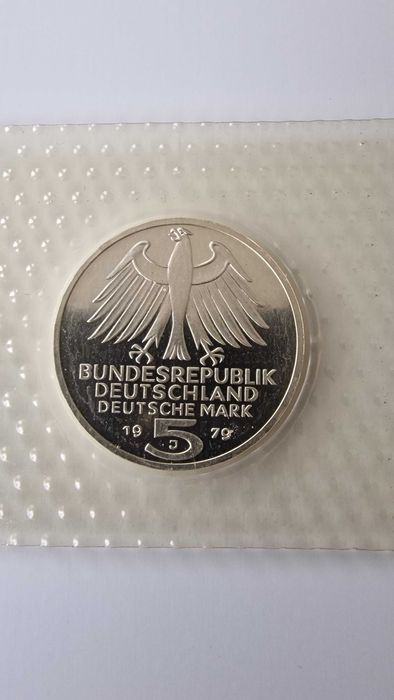 BUNDESREPUBLIK
DEUTSCHLAND
DEUTSCHE MARK
19 5 79
J